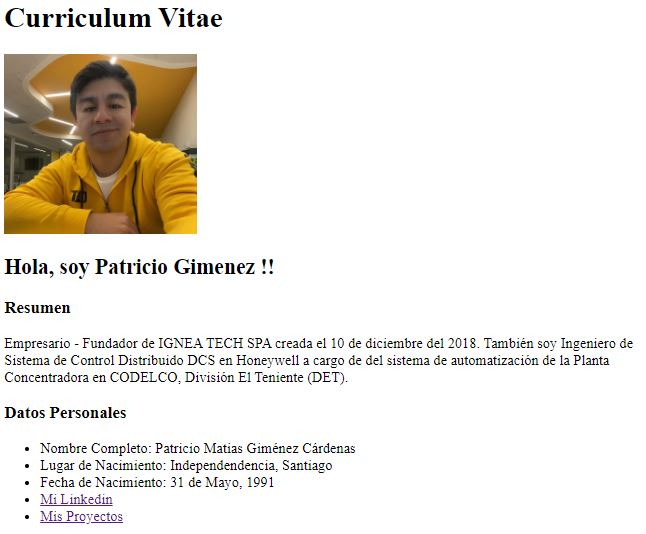 Curriculum Vitae
Hola, soy Patricio Gimenez !!
Resumen
Empresario - Fundador de IGNEA TECH SPA creada el 10 de diciembre del 2018. También soy Ingeniero de
Sistema de Control Distribuido DCS en Honeywell a cargo de del sistema de automatización de la Planta
Concentradora en CODELCO, División El Teniente (DET).
Datos Personales
• Nombre Completo: Patricio Matías Giménez Cárdenas
• Lugar de Nacimiento: Independendencia, Santiago
• Fecha de Nacimiento: 31 de Mayo, 1991
• Mi Linkedin
• Mis Proyectos